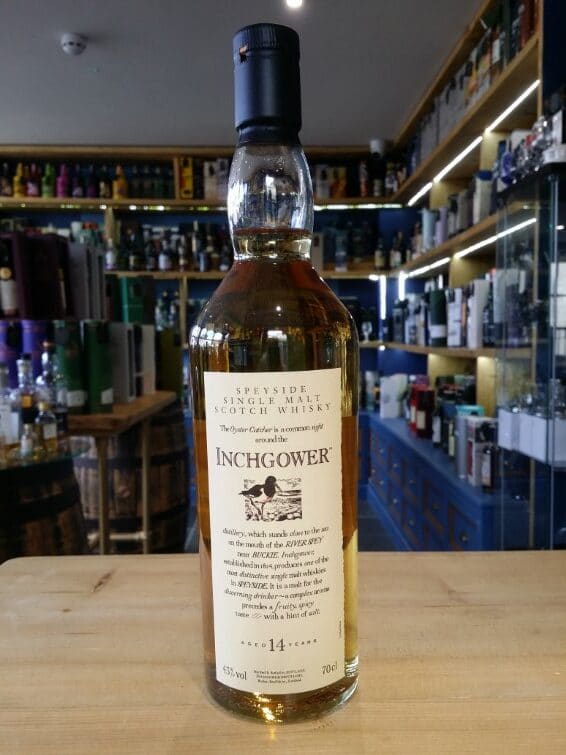 SPEYSIDE
SINGLE MALT
SCOTCH WHISKY
The Oyster Catcher is a common sight
around the
INCHGOWER™
distillery, which stands close to the sea
on the mouth of the RIVER SPEY
near BUCKIE. Inchgower,
established in 1871, produces one of the
most distinctive single malt whiskies
in SPEYSIDE. It is a malt for the
discerning drinker ~ a complex aroma
precedes a fruity, spicy
taste with a hint of salt.
AGED 14 YEARS
43% vol
70cl